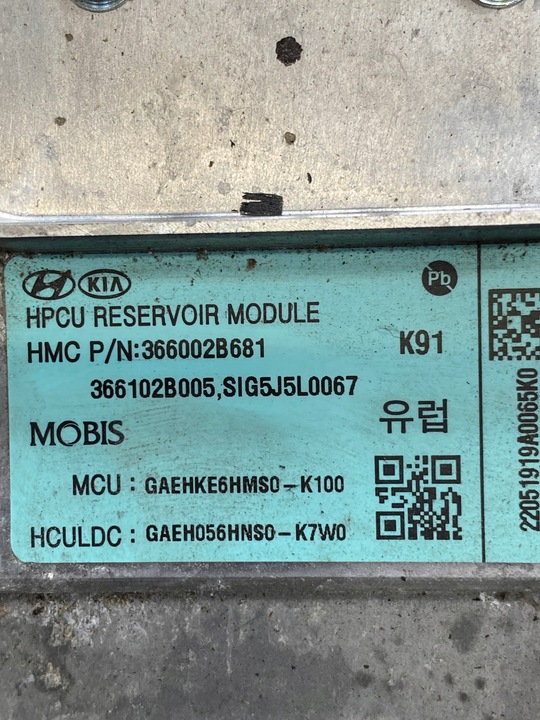 KIA
Pb
HPCU RESERVOIR MODULE
HMC P/N:366002B681
K91
366102B005,SIG5J5L0067
MOBIS
유럽
MCU : GAEHKE6HMS0-K100
HCULDC : GAEH056HNS0-K7W0
22051919A0065K0